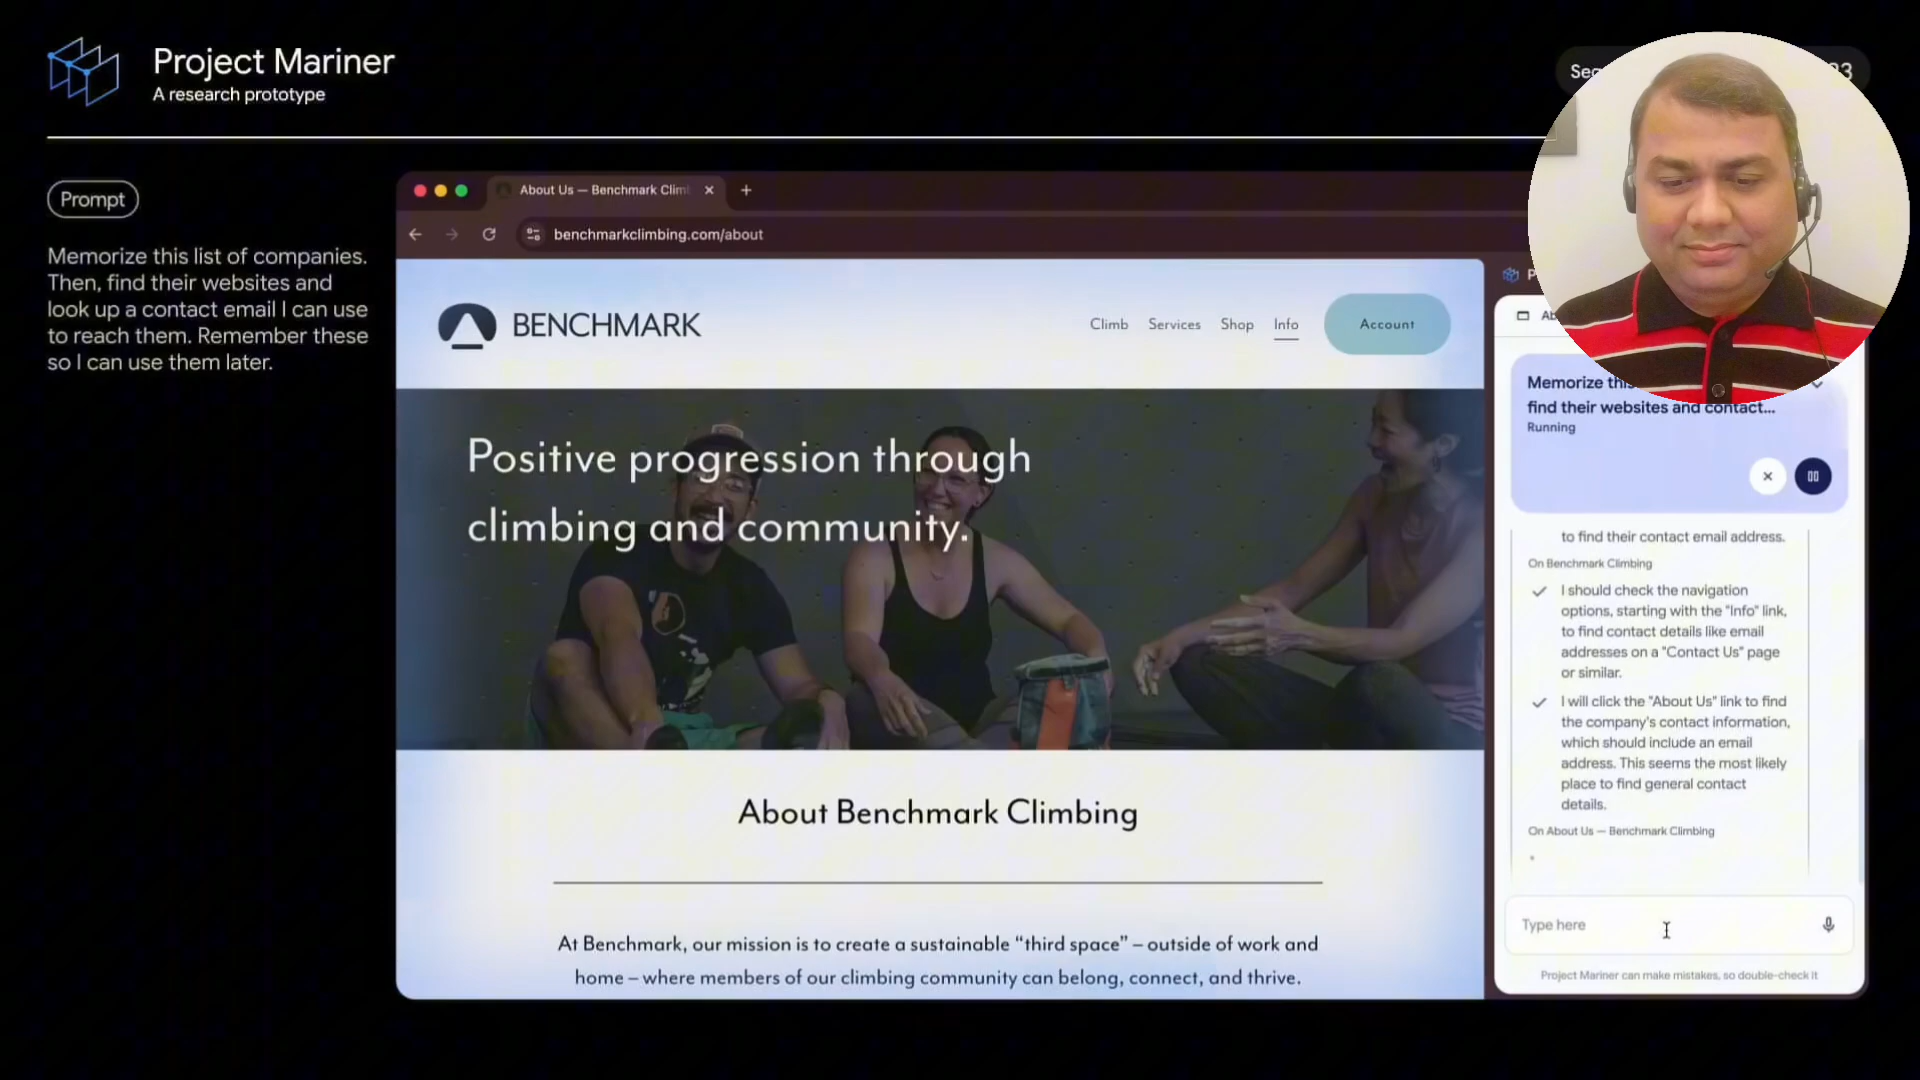 Project Mariner
A research prototype
Prompt
Memorize this list of companies.
Then, find their websites and
look up a contact email I can use
to reach them. Remember these
so I can use them later.
About Us — Benchmark Clim
benchmarkclimbing.com/about
BENCHMARK
Climb Services Shop Info Account
Positive progression through
climbing and community.
About Benchmark Climbing
At Benchmark, our mission is to create a sustainable “third space” – outside of work and
home – where members of our climbing community can belong, connect, and thrive.
Memorize this
find their websites and contact...
Running
to find their contact email address.
On Benchmark Climbing
I should check the navigation
options, starting with the "Info" link,
to find contact details like email
addresses on a "Contact Us" page
or similar.
I will click the "About Us" link to find
the company's contact information,
which should include an email
address. This seems the most likely
place to find general contact
details.
On About Us — Benchmark Climbing
Type here
Project Mariner can make mistakes, so double-check it